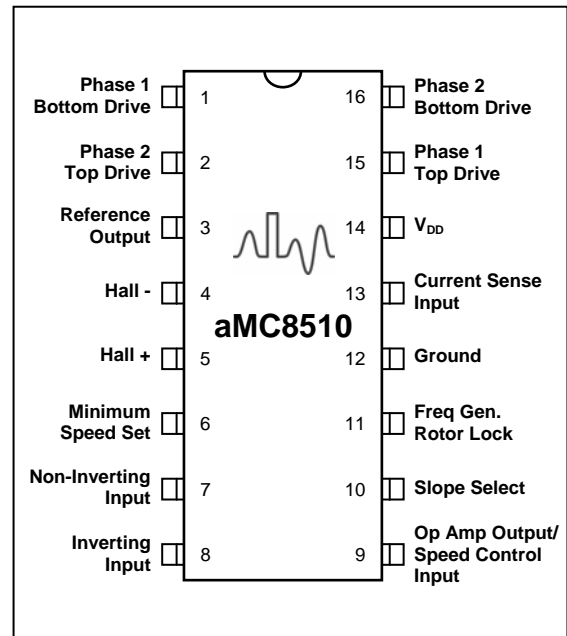 Phase 1
Bottom Drive
1
16
Phase 2
Bottom Drive
Phase 2
Top Drive
2
15
Phase 1
Top Drive
Reference
Output
3
14
VDD
Hall -
4
13
Current Sense
Input
aMC8510
Hall +
5
12
Ground
Minimum
Speed Set
6
11
Freq Gen.
Rotor Lock
Non-Inverting
Input
7
10
Slope Select
Inverting
Input
8
9
Op Amp Output/
Speed Control
Input